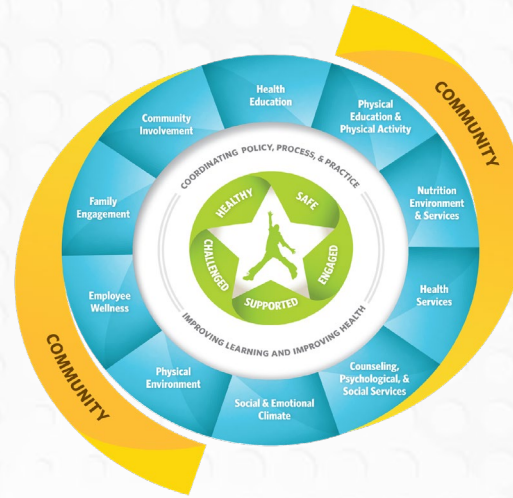 COMMUNITY
Health
Education
Physical
Education &
Physical Activity
Nutrition
Environment
& Services
Health
Services
Counseling,
Psychological, &
Social Services
Social & Emotional
Climate
Physical
Environment
Employee
Wellness
Family
Engagement
Community
Involvement
COORDINATING POLICY, PROCESS, & PRACTICE
IMPROVING LEARNING AND IMPROVING HEALTH
HEALTHY
SAFE
ENGAGED
SUPPORTED
CHALLENGED
COMMUNITY